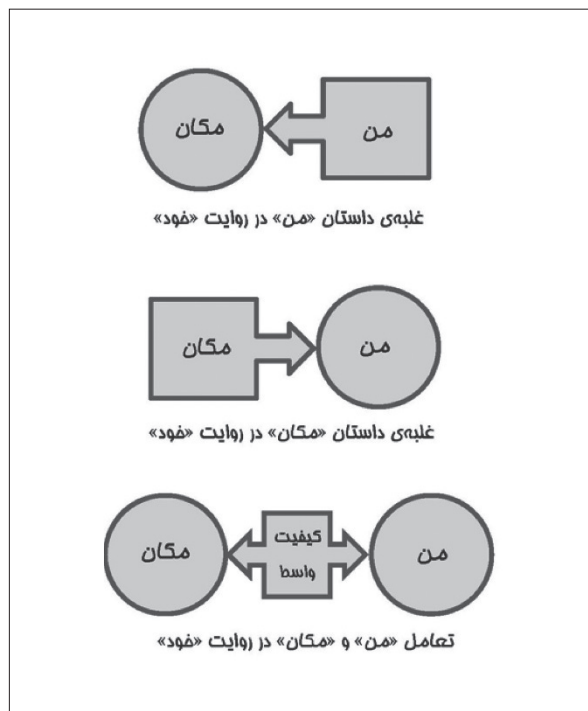 من
مکان
غلبه‌ی داستان «من» در روایت «خود»
من
مکان
غلبه‌ی داستان «مکان» در روایت «خود»
من
کیفیت
واسط
مکان
تعامل «من» و «مکان» در روایت «خود»